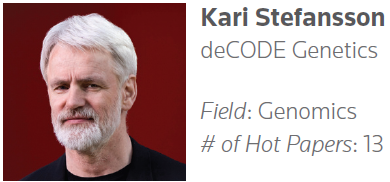 Kari Stefansson
deCODE Genetics
Field: Genomics
# of Hot Papers: 13